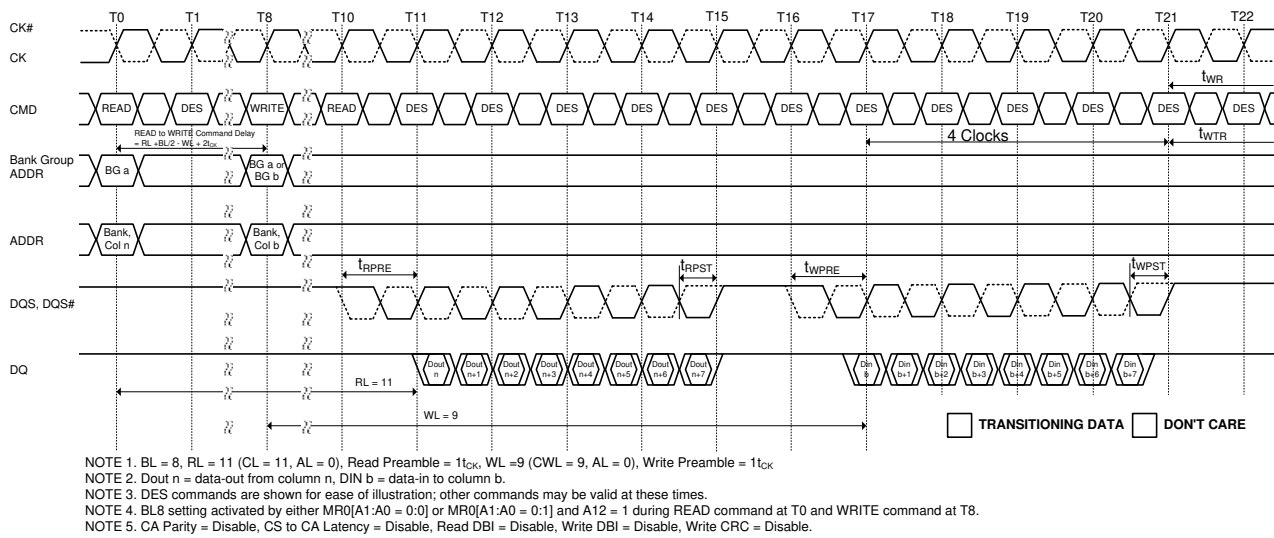 T0 T1 T8 T10 T11 T12 T13 T14 T15 T16 T17 T18 T19 T20 T21 T22
CK#
CK
tWR
CMD READ DES WRITE READ DES DES DES DES DES DES DES DES DES DES DES DES
READ to WRITE Command Delay
= RL +BL/2 - WL + 2tCK
4 Clocks
tWTR
Bank Group
ADDR
BG a
BG a or
BG b
ADDR
Bank,
Col n
Bank,
Col b
tRPRE tRPST tWPRE tWPST
DQS, DQS#
DQ
Dout n Dout n+1 Dout n+2 Dout n+3 Dout n+4 Dout n+5 Dout n+6 Dout n+7 Din b Din b+1 Din b+2 Din b+3 Din b+4 Din b+5 Din b+6 Din b+7
RL = 11
WL = 9
TRANSITIONING DATA DON'T CARE
NOTE 1. BL = 8, RL = 11 (CL = 11, AL = 0), Read Preamble = 1tCK, WL =9 (CWL = 9, AL = 0), Write Preamble = 1tCK
NOTE 2. Dout n = data-out from column n, DIN b = data-in to column b.
NOTE 3. DES commands are shown for ease of illustration; other commands may be valid at these times.
NOTE 4. BL8 setting activated by either MR0[A1:A0 = 0:0] or MR0[A1:A0 = 0:1] and A12 = 1 during READ command at T0 and WRITE command at T8.
NOTE 5. CA Parity = Disable, CS to CA Latency = Disable, Read DBI = Disable, Write DBI = Disable, Write CRC = Disable.